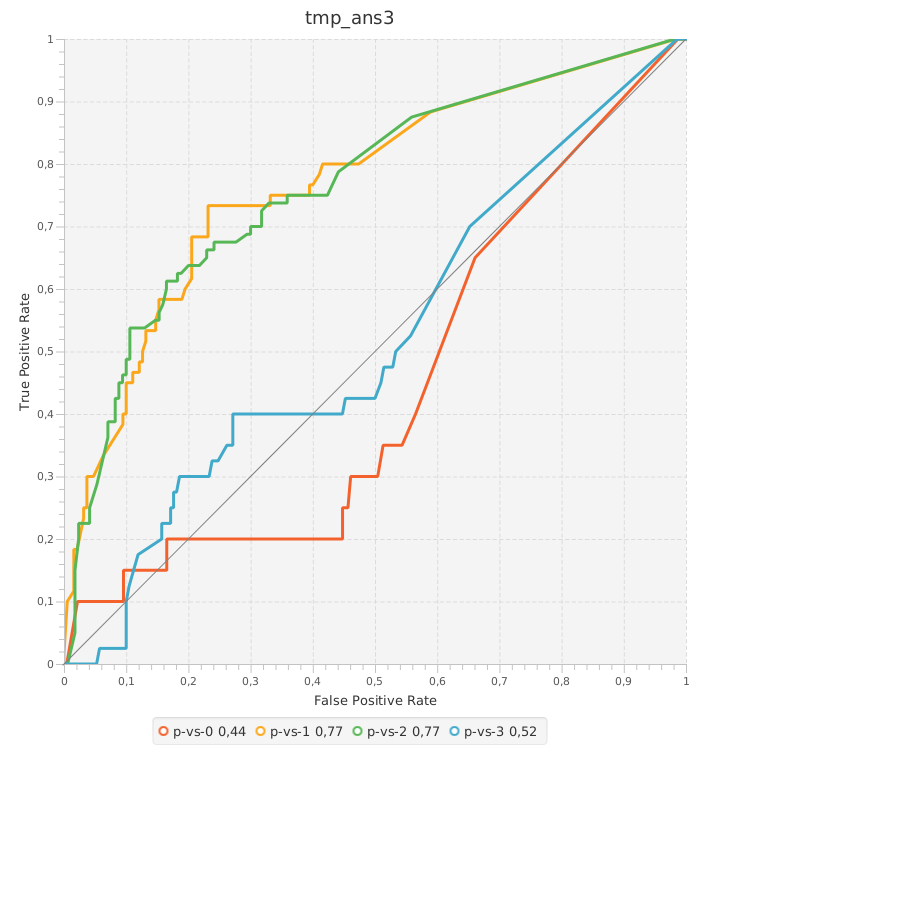 tmp_ans3
1
0,9
0,8
0,7
0,6
0,5
0,4
0,3
0,2
0,1
0
True Positive Rate
0 0,1 0,2 0,3 0,4 0,5 0,6 0,7 0,8 0,9 1
False Positive Rate
p-vs-0 0,44 p-vs-1 0,77 p-vs-2 0,77 p-vs-3 0,52